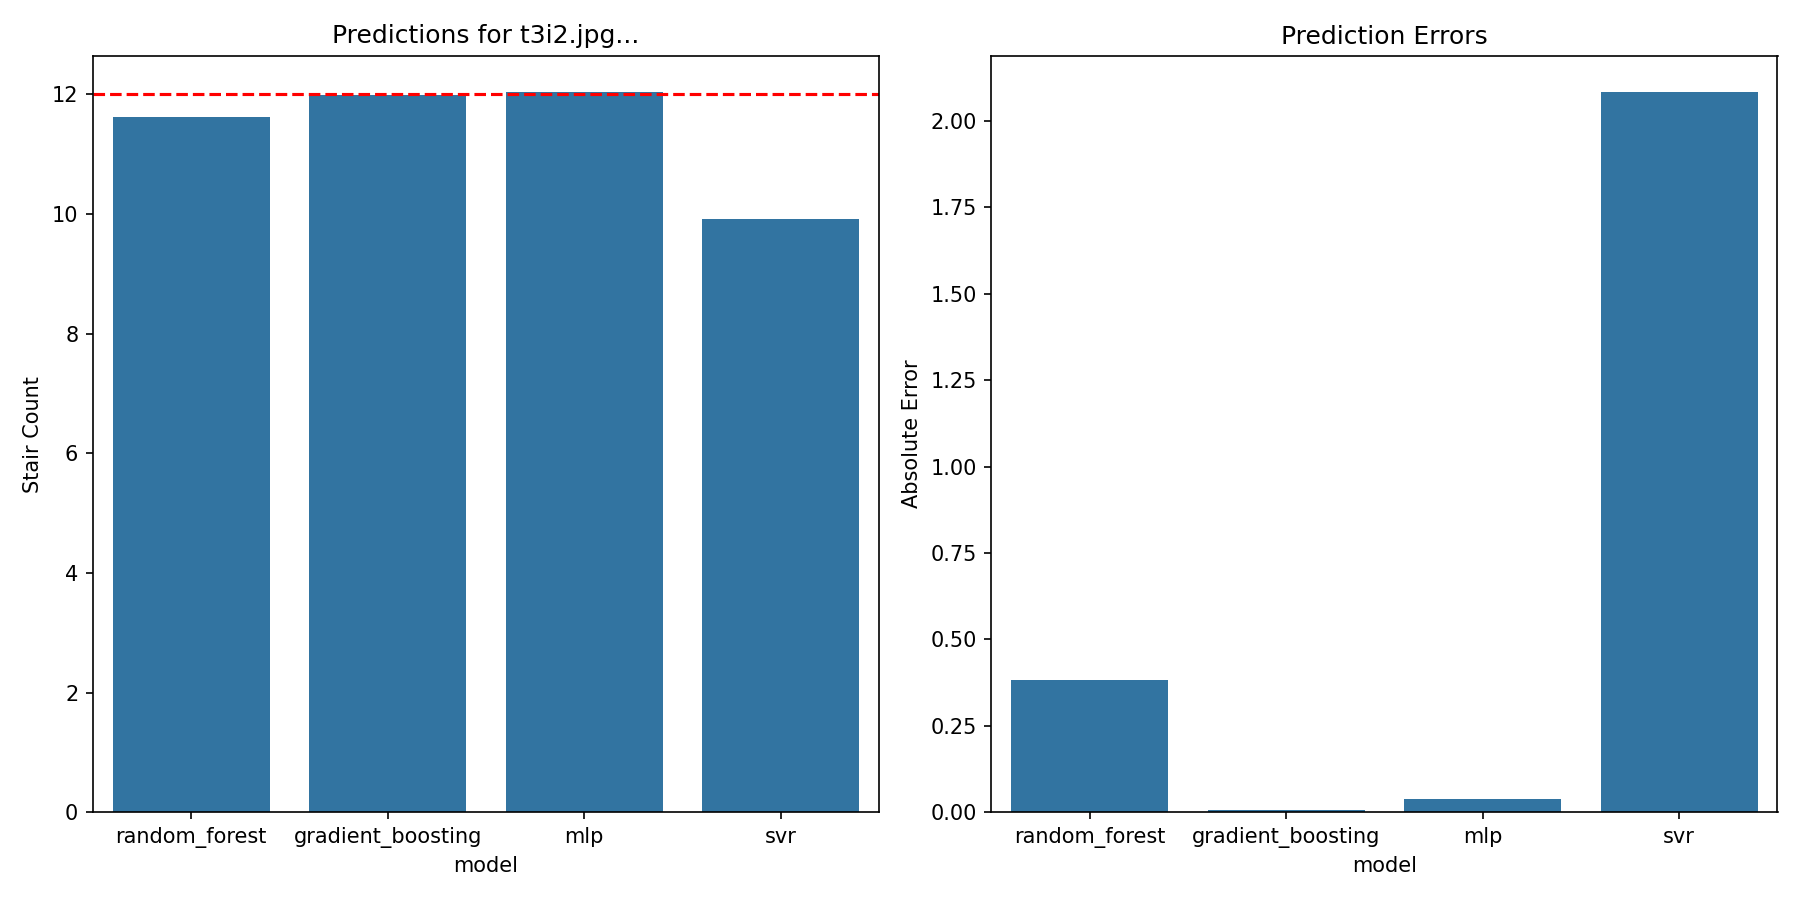 Predictions for t3i2.jpg...
Stair Count
12
10
8
6
4
2
0
random_forest
gradient_boosting
mlp
svr
model
Prediction Errors
Absolute Error
2.00
1.75
1.50
1.25
1.00
0.75
0.50
0.25
0.00
random_forest
gradient_boosting
mlp
svr
model